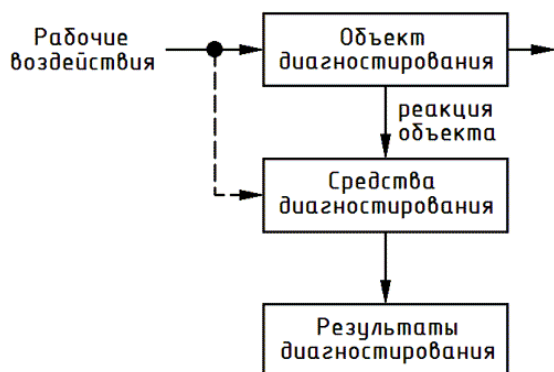 Рабочие
воздействия
Объект
диагностирования
реакция
объекта
Средства
диагностирования
Результаты
диагностирования